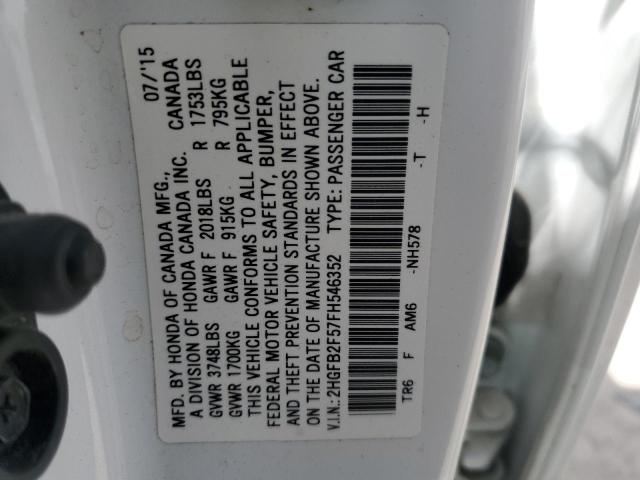 MFD. BY HONDA OF CANADA MFG., 07/'15
A DIVISION OF HONDA CANADA INC. CANADA
GVWR 3748LBS GAWR F 2018LBS R 1753LBS
GVWR 1700KG GAWR F 915KG R 795KG
THIS VEHICLE CONFORMS TO ALL APPLICABLE
FEDERAL MOTOR VEHICLE SAFETY, BUMPER,
AND THEFT PREVENTION STANDARDS IN EFFECT
ON THE DATE OF MANUFACTURE SHOWN ABOVE.
V.I.N.: 2HGFB2F57FH546352 TYPE: PASSENGER CAR
TR6 F AM6 -NH578 -T -H